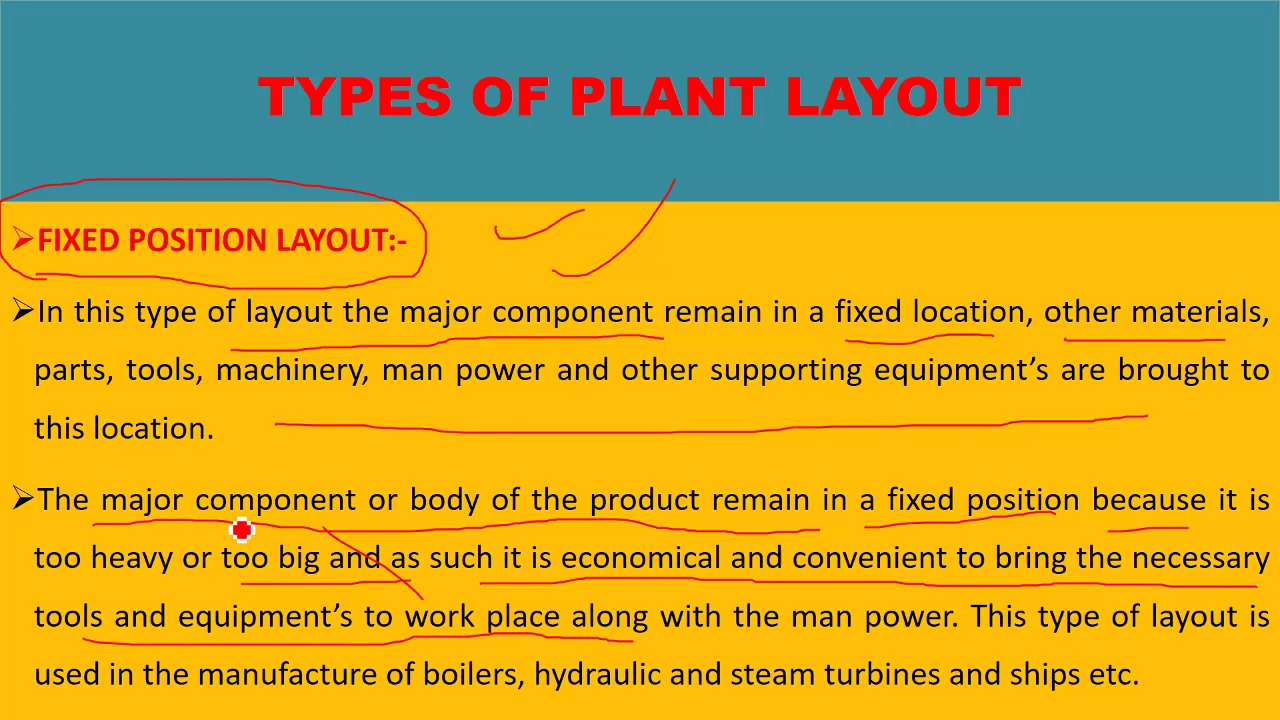 TYPES OF PLANT LAYOUT
➢FIXED POSITION LAYOUT:-
➢In this type of layout the major component remain in a fixed location, other materials,
parts, tools, machinery, man power and other supporting equipment’s are brought to
this location.
➢The major component or body of the product remain in a fixed position because it is
too heavy or too big and as such it is economical and convenient to bring the necessary
tools and equipment’s to work place along with the man power. This type of layout is
used in the manufacture of boilers, hydraulic and steam turbines and ships etc.